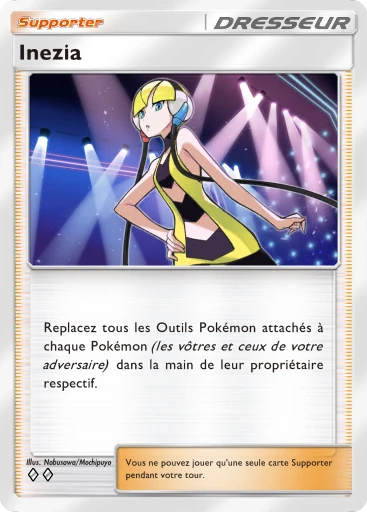 Supporter
DRESSEUR
Inezia
Replacez tous les Outils Pokémon attachés à
chaque Pokémon (les vôtres et ceux de votre
adversaire) dans la main de leur propriétaire
respectif.
Illus. Nobusawa/Mochipuyo
Vous ne pouvez jouer qu'une seule carte Supporter
pendant votre tour.